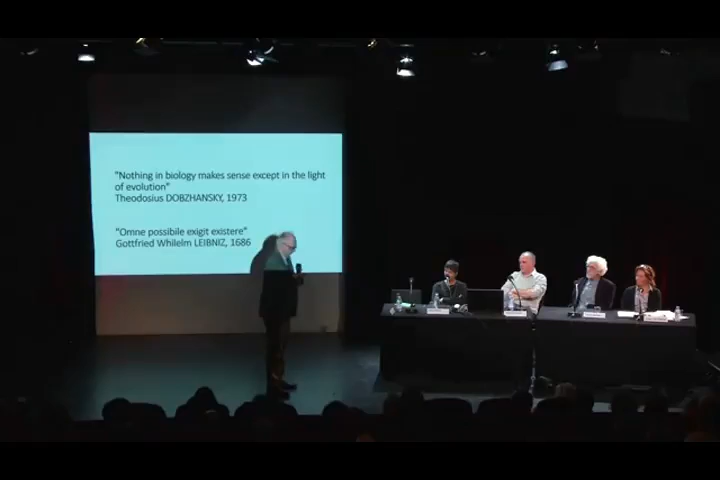 "Nothing in biology makes sense except in the light
of evolution"
Theodosius DOBZHANSKY, 1973
"Omne possibile exigit existere"
Gottfried Whilelm LEIBNIZ, 1686